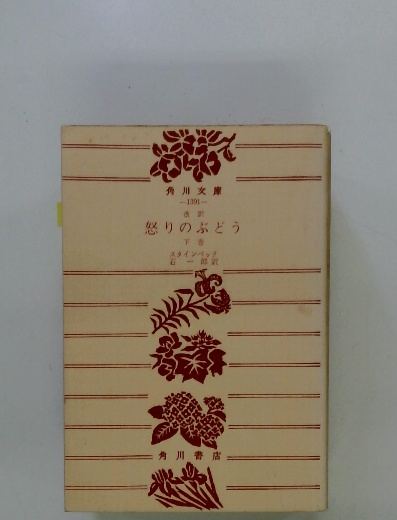 角川文庫
—1391—
改訳
怒りのぶどう
下巻
スタインベック
石一郎訳
角川書店